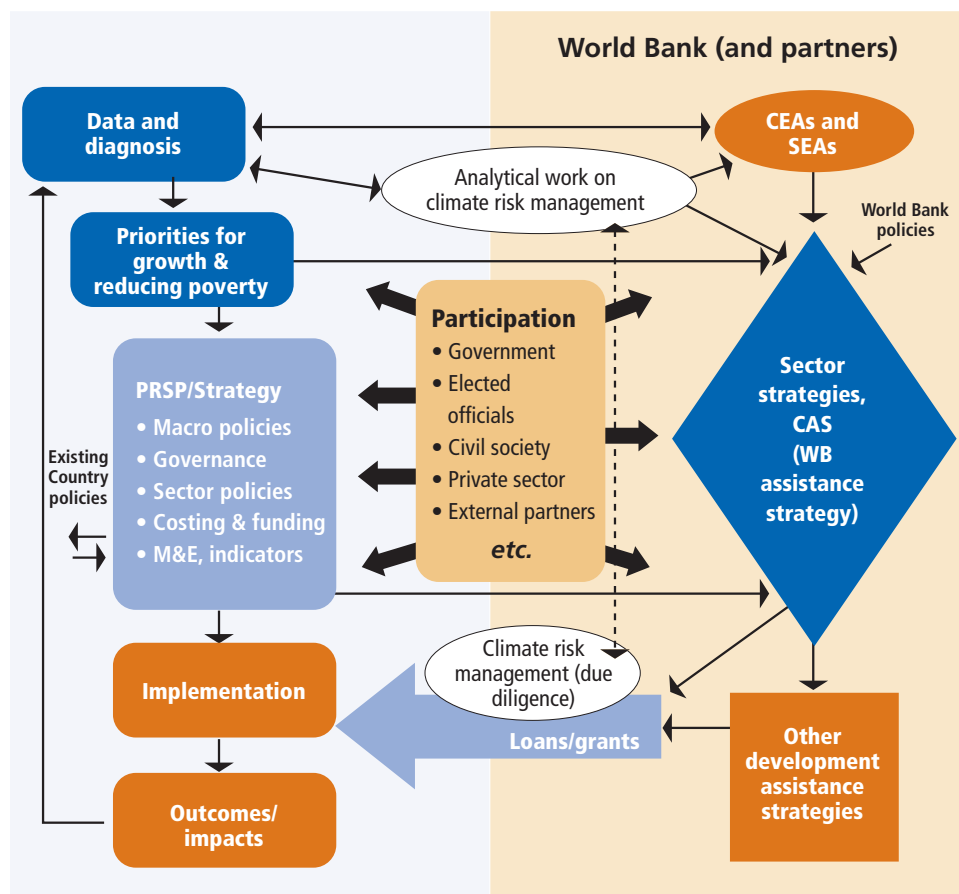 World Bank (and partners)
Data and
diagnosis
CEAs and
SEAs
Analytical work on
climate risk management
World Bank
policies
Priorities for
growth &
reducing poverty
Participation
• Government
• Elected
officials
• Civil society
• Private sector
• External partners
etc.
PRSP/Strategy
• Macro policies
• Governance
• Sector policies
• Costing & funding
• M&E, indicators
Existing
Country
policies
Sector
strategies,
CAS
(WB
assistance
strategy)
Climate risk
management (due
diligence)
Implementation
Loans/grants
Other
development
assistance
strategies
Outcomes/
impacts